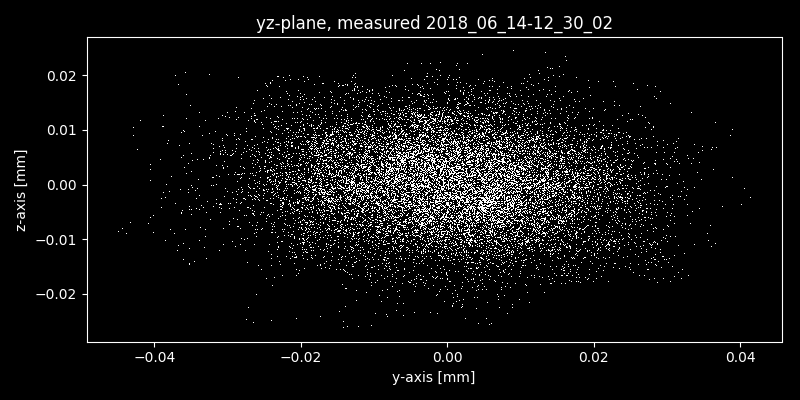 yz-plane, measured 2018_06_14-12_30_02
z-axis [mm]
0.02
0.01
0.00
−0.01
−0.02
−0.04 −0.02 0.00 0.02 0.04
y-axis [mm]